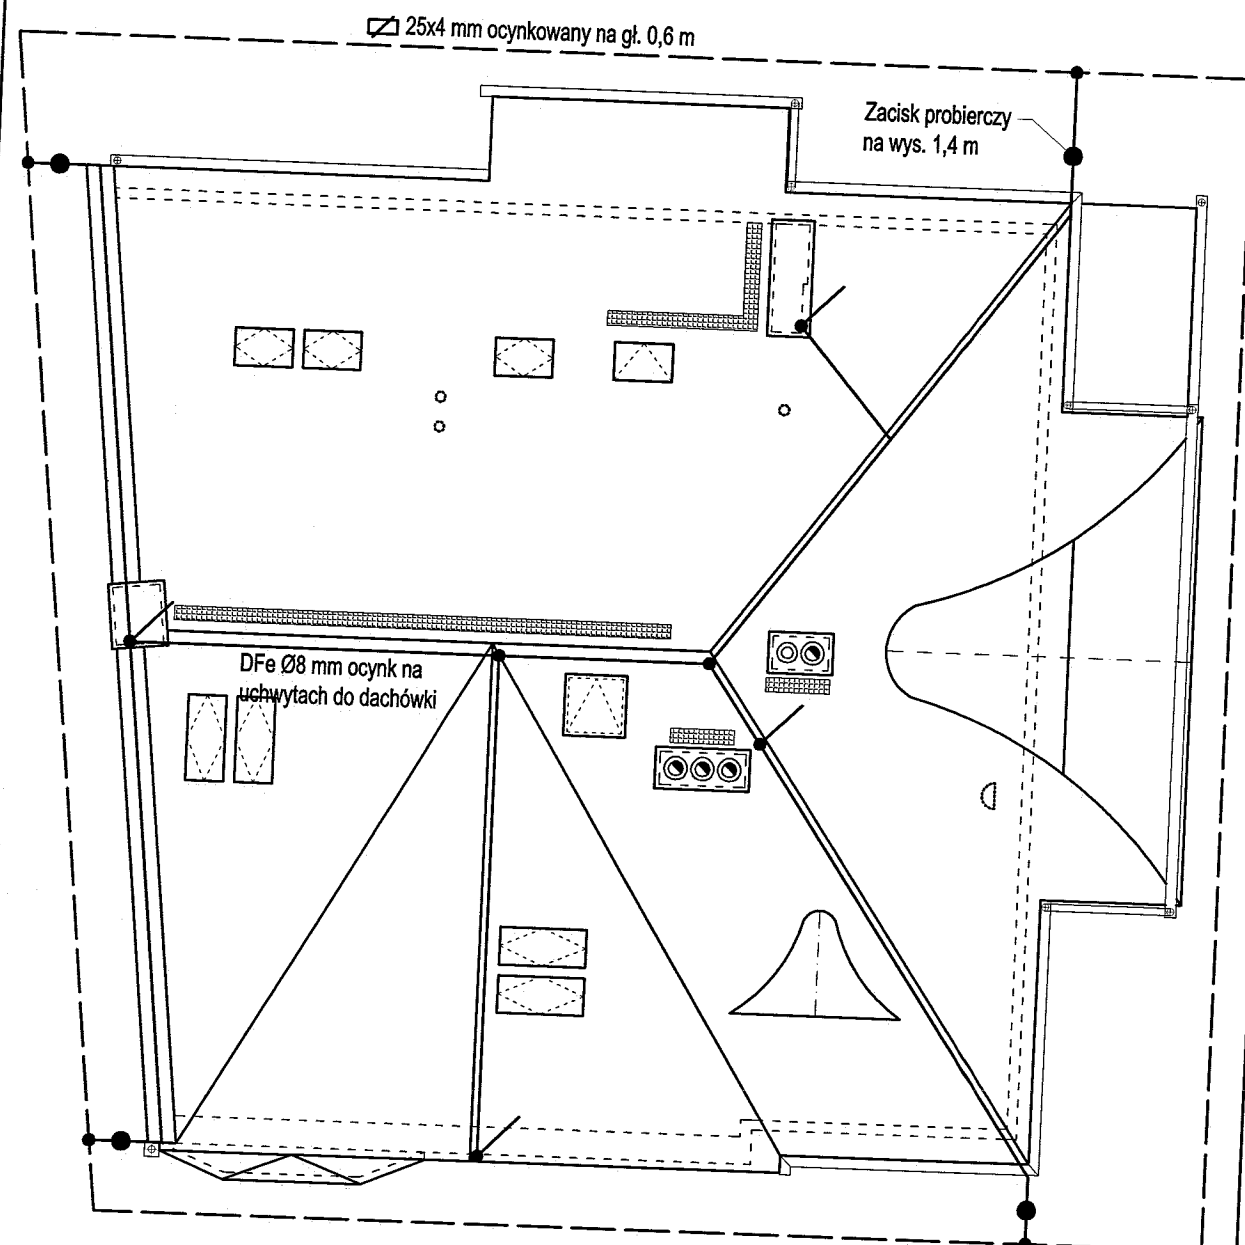 25x4 mm ocynkowany na gł. 0,6 m
Zacisk probierczy
na wys. 1,4 m
DFe Ø8 mm ocynk na
uchwytach do dachówki